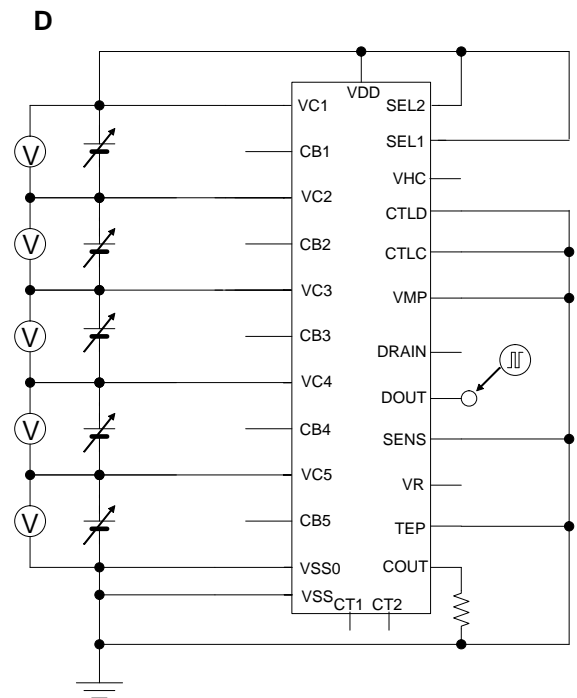 D
VDD
VC1
SEL2
V
CB1
SEL1
VHC
VC2
CTLD
V
CB2
CTLC
VC3
VMP
V
CB3
DRAIN
VC4
DOUT
V
CB4
SENS
VC5
VR
V
CB5
TEP
VSS0
COUT
VSS
CT1 CT2